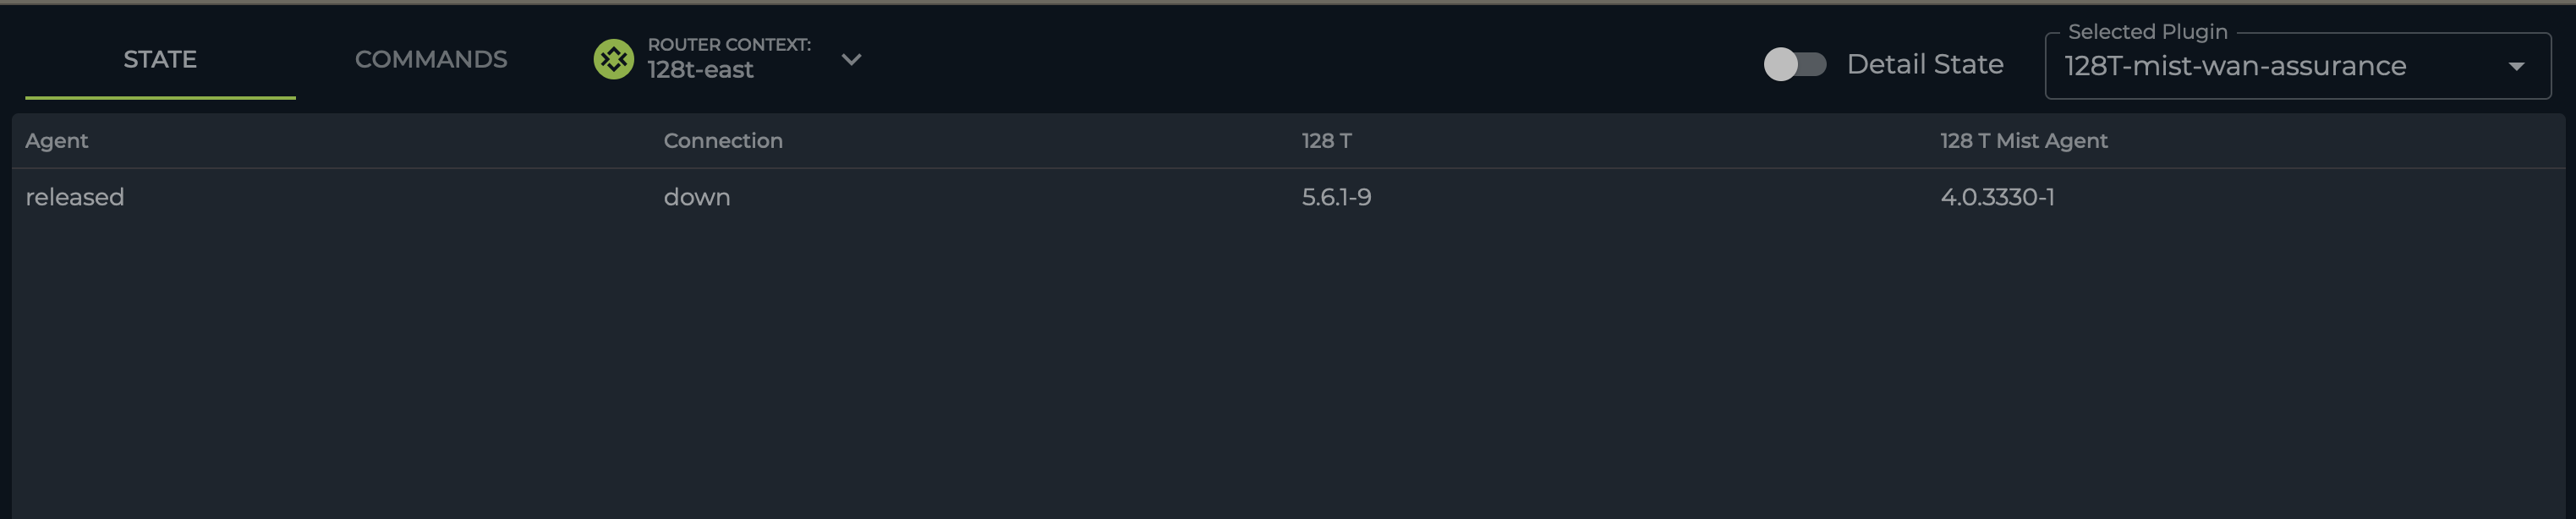 STATE
COMMANDS
ROUTER CONTEXT:
128t-east
Detail State
Selected Plugin
128T-mist-wan-assurance
Agent Connection 128 T 128 T Mist Agent
released down 5.6.1-9 4.0.3330-1